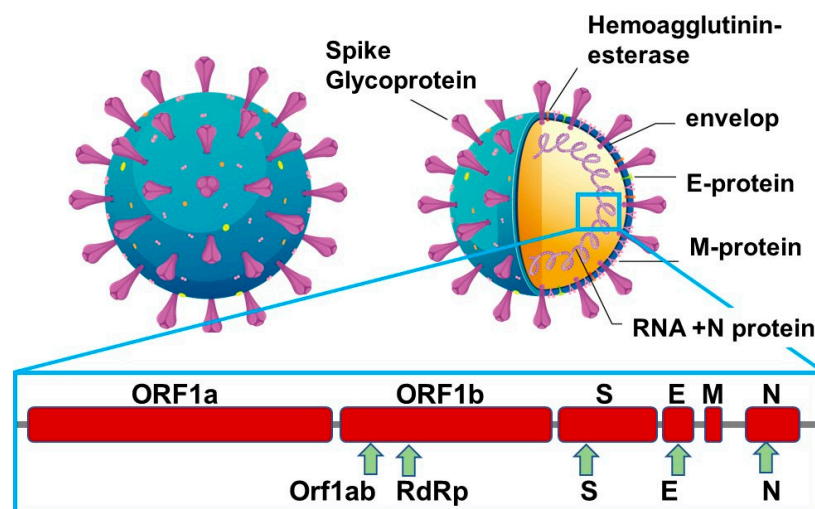 Spike
Glycoprotein
Hemoagglutinin-
esterase
envelop
E-protein
M-protein
RNA +N protein
ORF1a ORF1b S E M N
Orf1ab RdRp S E N